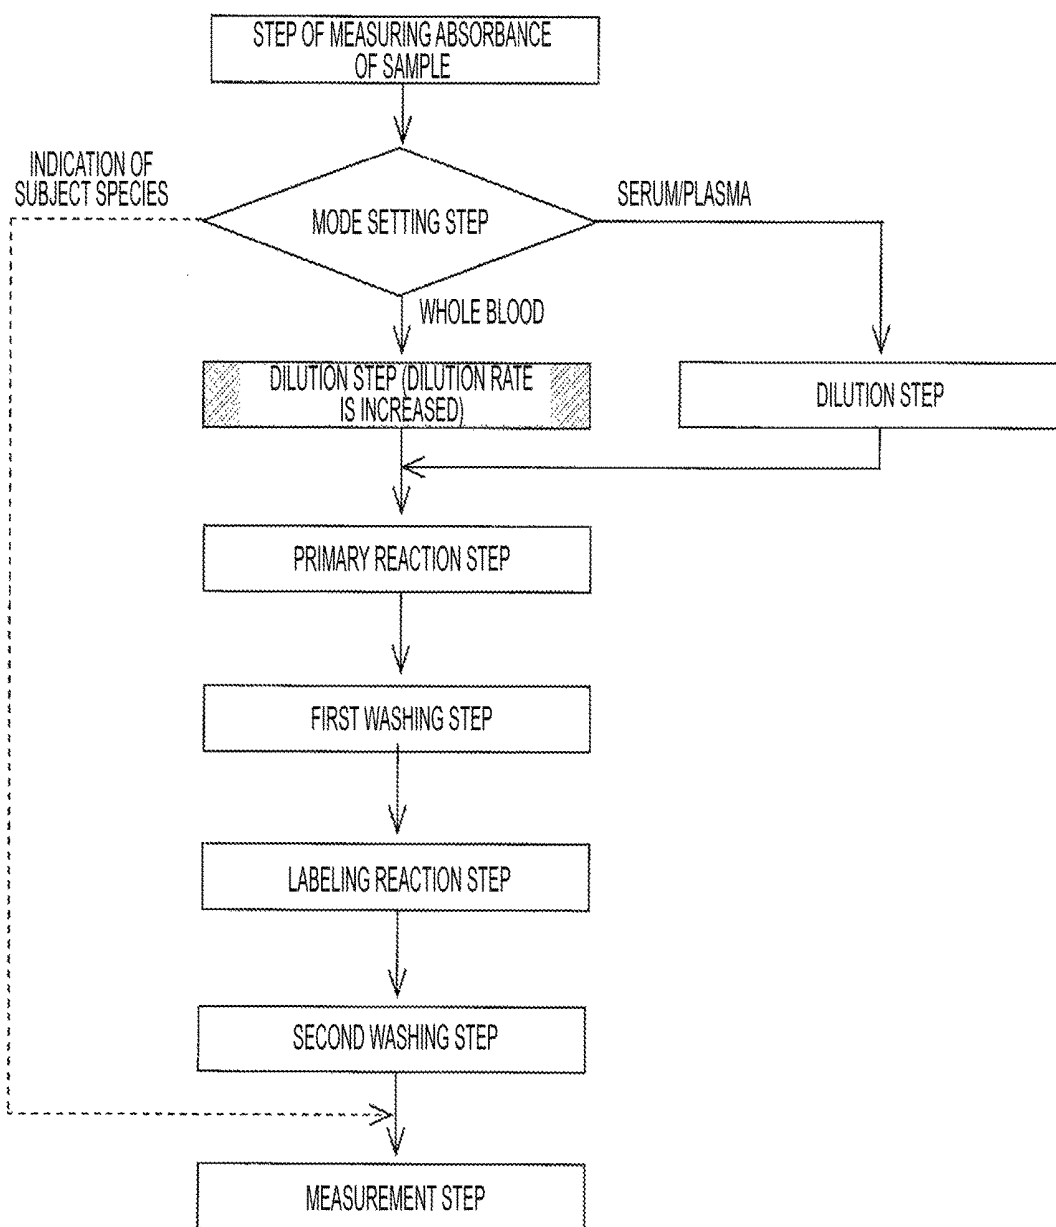 STEP OF MEASURING ABSORBANCE
OF SAMPLE
INDICATION OF
SUBJECT SPECIES
SERUM/PLASMA
MODE SETTING STEP
WHOLE BLOOD
DILUTION STEP (DILUTION RATE
IS INCREASED)
DILUTION STEP
PRIMARY REACTION STEP
FIRST WASHING STEP
LABELING REACTION STEP
SECOND WASHING STEP
MEASUREMENT STEP